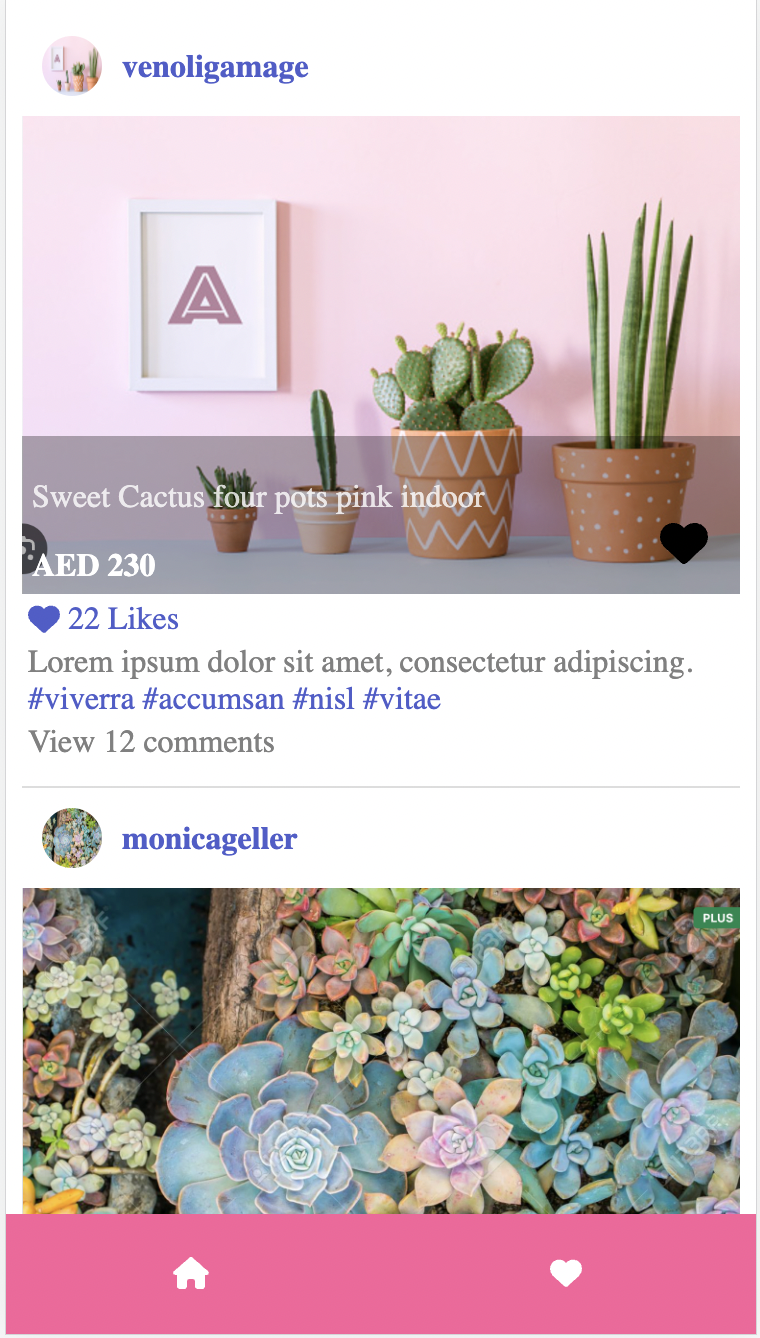 venoligamage
A
Sweet Cactus four pots pink indoor
AED 230
22 Likes
Lorem ipsum dolor sit amet, consectetur adipiscing.
#viverra #accumsan #nisl #vitae
View 12 comments
monicageller
PLUS